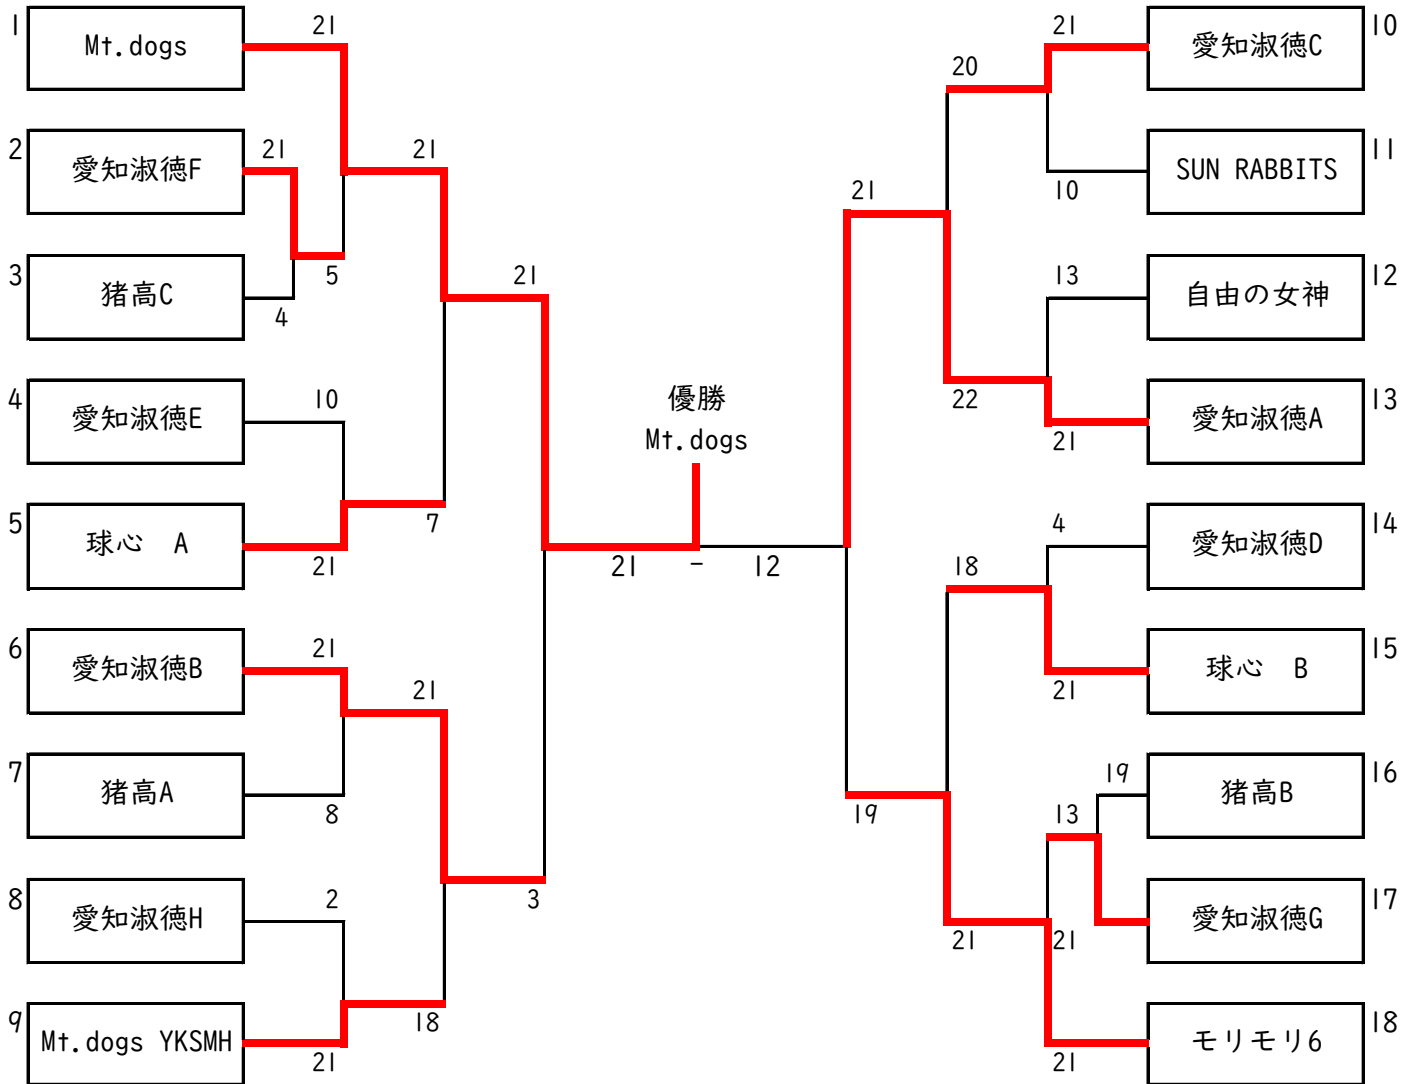 1
Mt.dogs
21
2
愛知淑徳F
21
21
3
猪高C
5
4
21
4
愛知淑徳E
10
5
球心 A
21
7
6
愛知淑徳B
21
21
7
猪高A
8
8
愛知淑徳H
2
3
9
Mt.dogs YKSMH
21
18
優勝
Mt.dogs
21 - 12
21
愛知淑徳C
10
20
SUN RABBITS
11
10
21
13
自由の女神
12
22
愛知淑徳A
13
21
4
愛知淑徳D
14
18
球心 B
15
21
19
猪高B
16
13
19
愛知淑徳G
17
21
21
モリモリ6
18
21